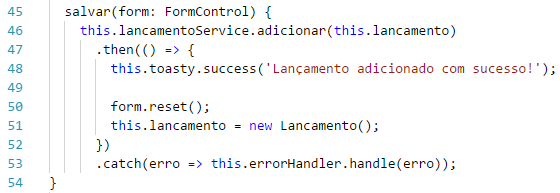 45 salvar(form: FormControl) {
46 this.lancamentoService.adicionar(this.lancamento)
47 .then(() => {
48 this.toasty.success('Lançamento adicionado com sucesso!');
49
50 form.reset();
51 this.lancamento = new Lancamento();
52 })
53 .catch(erro => this.errorHandler.handle(erro));
54 }